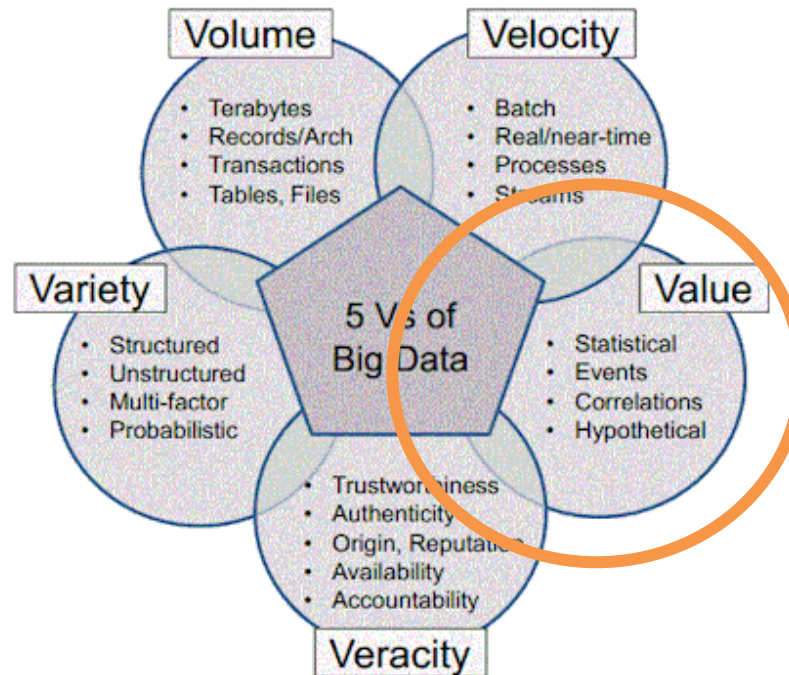 Volume
• Terabytes
• Records/Arch
• Transactions
• Tables, Files
Velocity
• Batch
• Real/near-time
• Processes
• Streams
Variety
• Structured
• Unstructured
• Multi-factor
• Probabilistic
5 Vs of
Big Data
Value
• Statistical
• Events
• Correlations
• Hypothetical
• Trustworthiness
• Authenticity
• Origin, Reputation
• Availability
• Accountability
Veracity